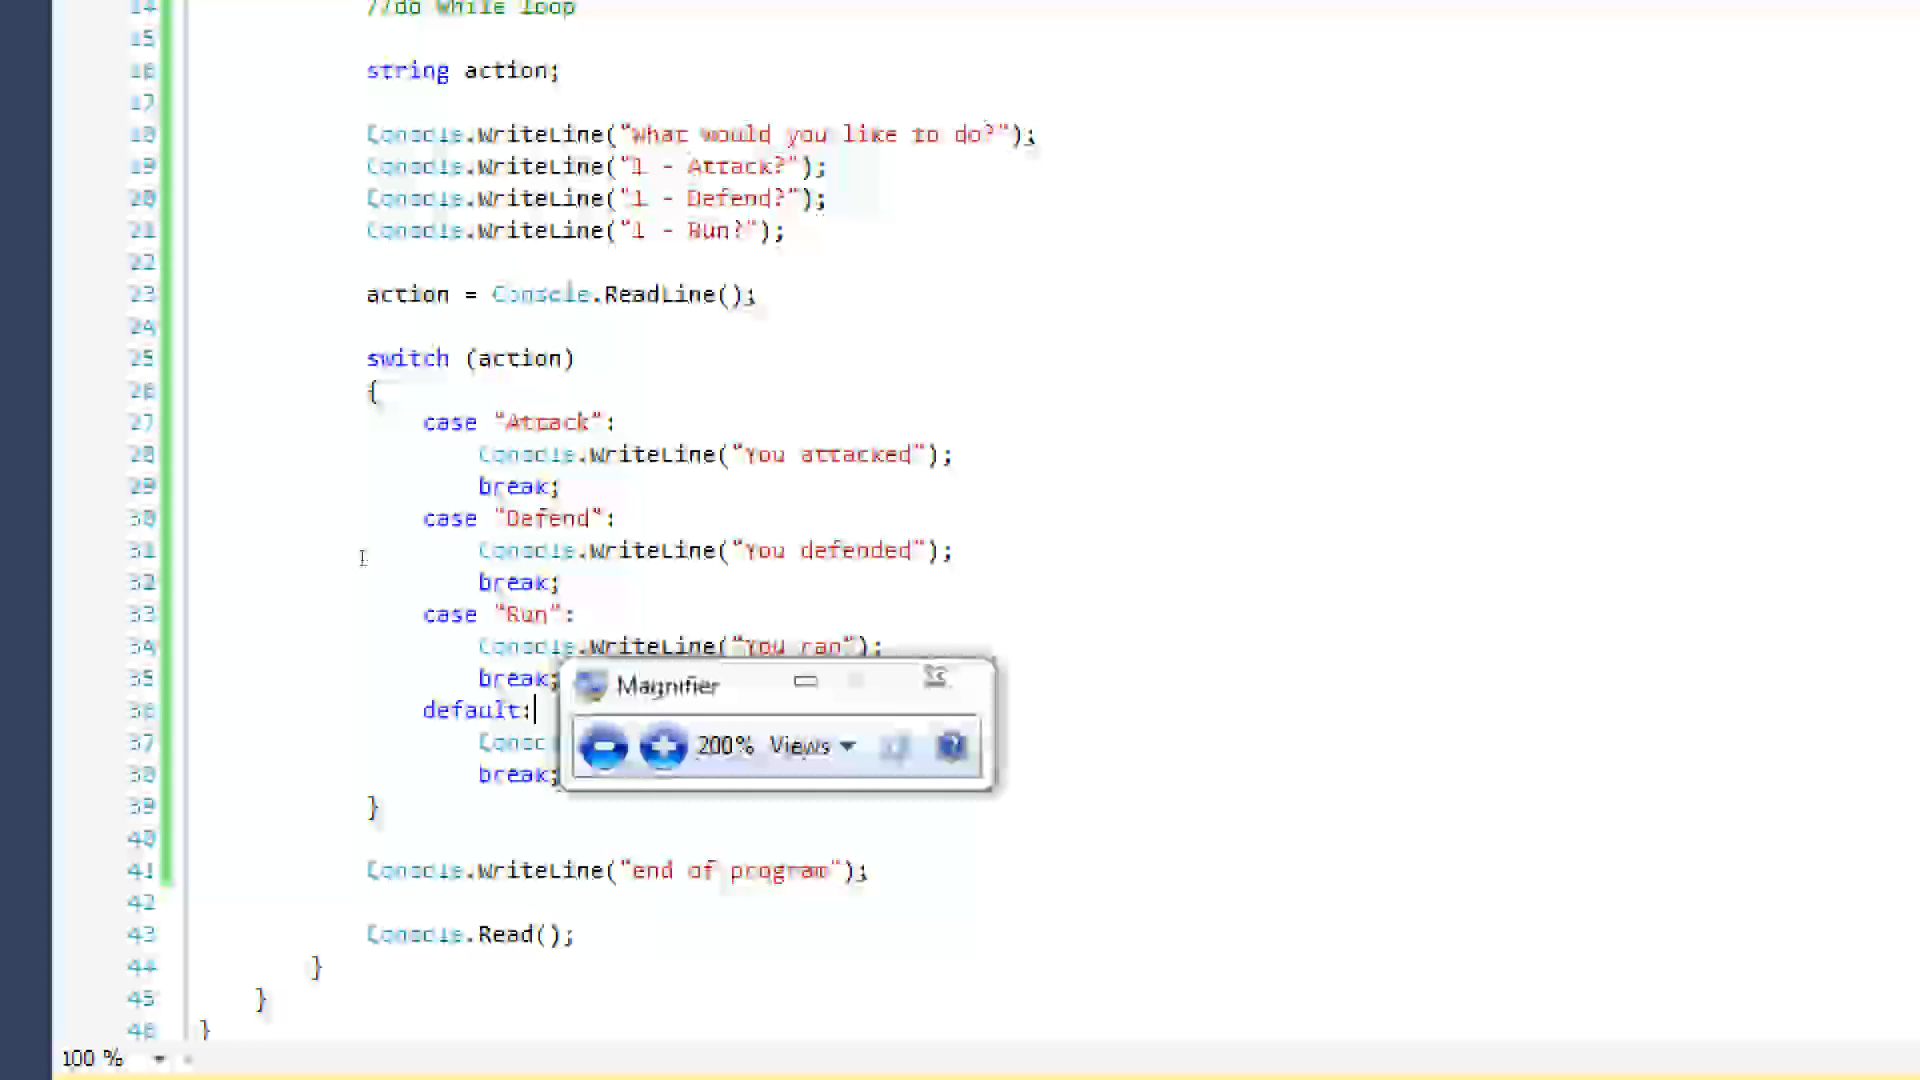 14 //do while loop
15
16 string action;
17
18 Console.WriteLine("What would you like to do?");
19 Console.WriteLine("1 - Attack?");
20 Console.WriteLine("1 - Defend?");
21 Console.WriteLine("1 - Run?");
22
23 action = Console.ReadLine();
24
25 switch (action)
26 {
27 case "Attack":
28 Console.WriteLine("You attacked");
29 break;
30 case "Defend":
31 Console.WriteLine("You defended");
32 break;
33 case "Run":
34 Console.WriteLine("You ran");
35 break;
Magnifier
36 default:
37 Consc
200% Views
38 break;
39 }
40
41 Console.WriteLine("end of program");
42
43 Console.Read();
44 }
45 }
46 }
100 %